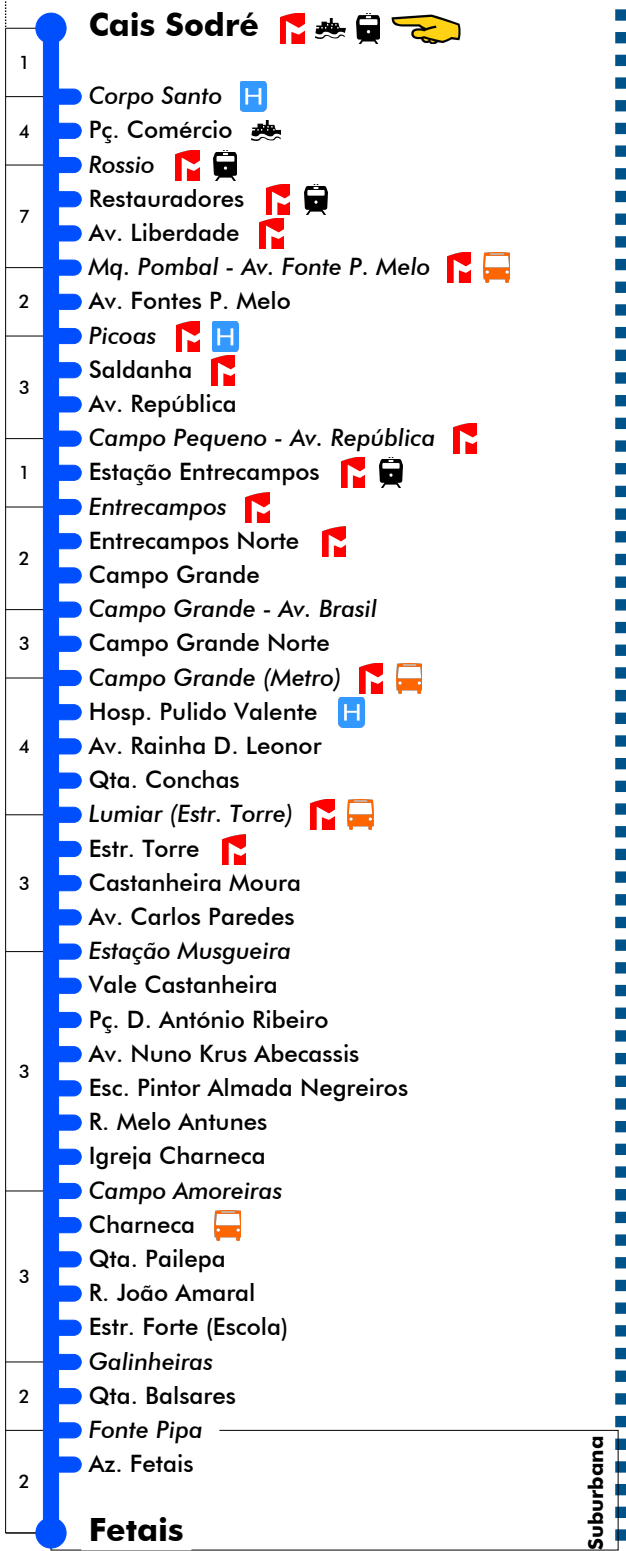 Cais Sodré
1
Corpo Santo H
4
Pç. Comércio
Rossio
Restauradores
7
Av. Liberdade
Mq. Pombal - Av. Fonte P. Melo
2
Av. Fontes P. Melo
Picoas H
Saldanha
3
Av. República
Campo Pequeno - Av. República
1
Estação Entrecampos
Entrecampos
Entrecampos Norte
2
Campo Grande
Campo Grande - Av. Brasil
3
Campo Grande Norte
Campo Grande (Metro)
Hosp. Pulido Valente H
4
Av. Rainha D. Leonor
Qta. Conchas
Lumiar (Estr. Torre)
Estr. Torre
3
Castanheira Moura
Av. Carlos Paredes
Estação Musgueira
Vale Castanheira
Pç. D. António Ribeiro
Av. Nuno Krus Abecassis
3
Esc. Pintor Almada Negreiros
R. Melo Antunes
Igreja Charneca
Campo Amoreiras
Charneca
Qta. Pailepa
3
R. João Amaral
Estr. Forte (Escola)
Galinheiras
2
Qta. Balsares
Fonte Pipa
Az. Fetais
2
Fetais
Suburbana